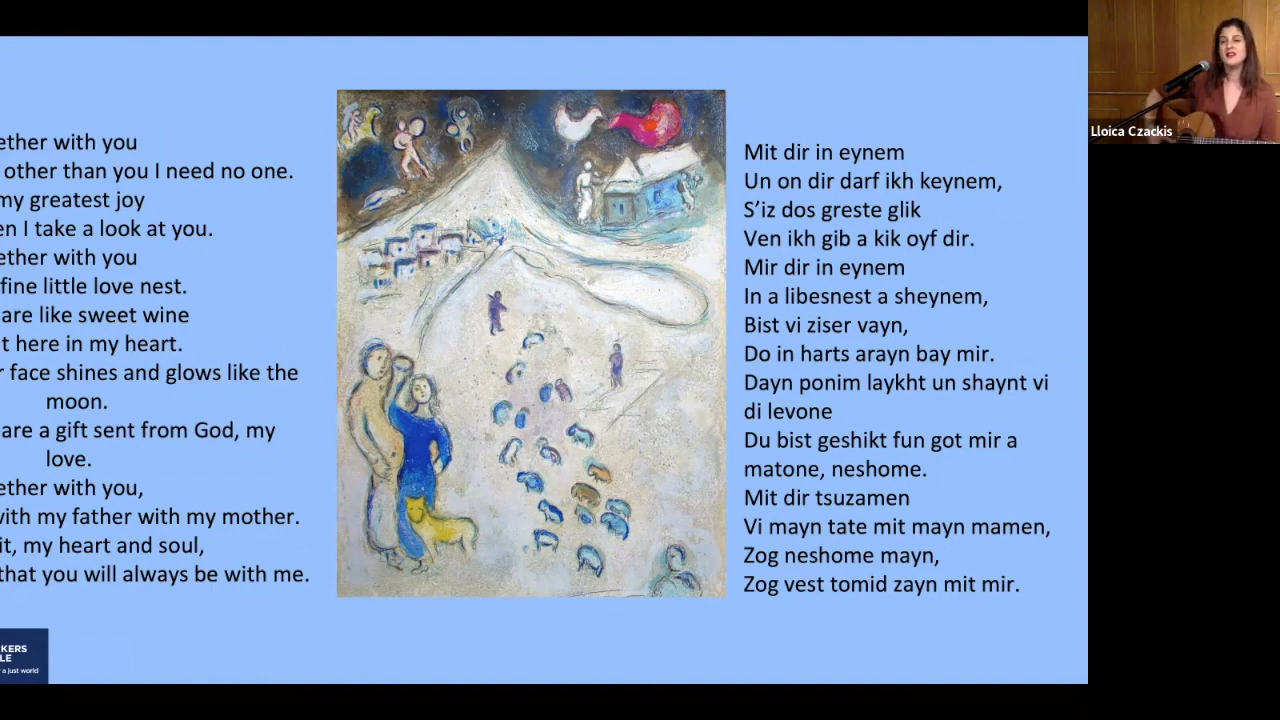 ether with you
other than you I need no one.
my greatest joy
en I take a look at you.
ether with you
fine little love nest.
are like sweet wine
t here in my heart.
r face shines and glows like the
moon.
are a gift sent from God, my
love.
ether with you,
with my father with my mother.
it, my heart and soul,
that you will always be with me.
KERS
LE
a just world
Mit dir in eynem
Un on dir darf ikh keynem,
S’iz dos greste glik
Ven ikh gib a kik oyf dir.
Mir dir in eynem
In a libesnest a sheynem,
Bist vi ziser vayn,
Do in harts arayn bay mir.
Dayn ponim laykht un shaynt vi
di levone
Du bist geshikt fun got mir a
matone, neshome.
Mit dir tsuzamen
Vi mayn tate mit mayn mamen,
Zog neshome mayn,
Zog vest tomid zayn mit mir.
Lloica Czackis